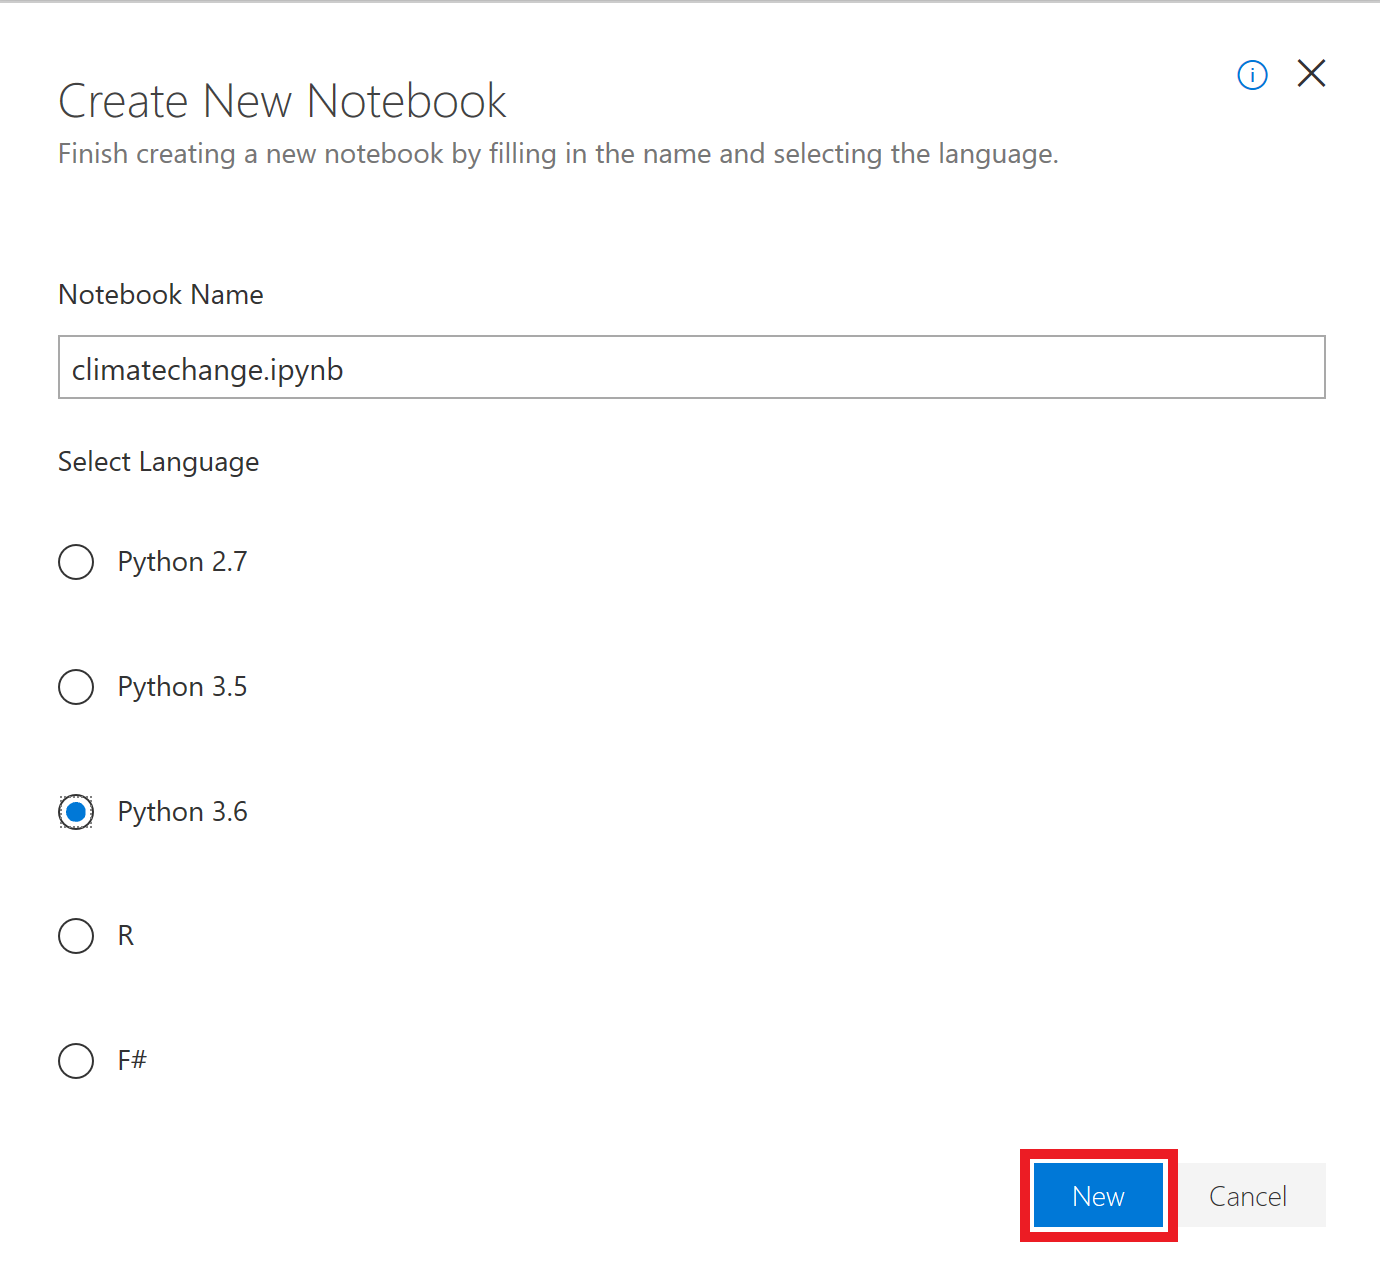 Create New Notebook
Finish creating a new notebook by filling in the name and selecting the language.
Notebook Name
climatechange.ipynb
Select Language
Python 2.7
Python 3.5
Python 3.6
R
F#
New
Cancel